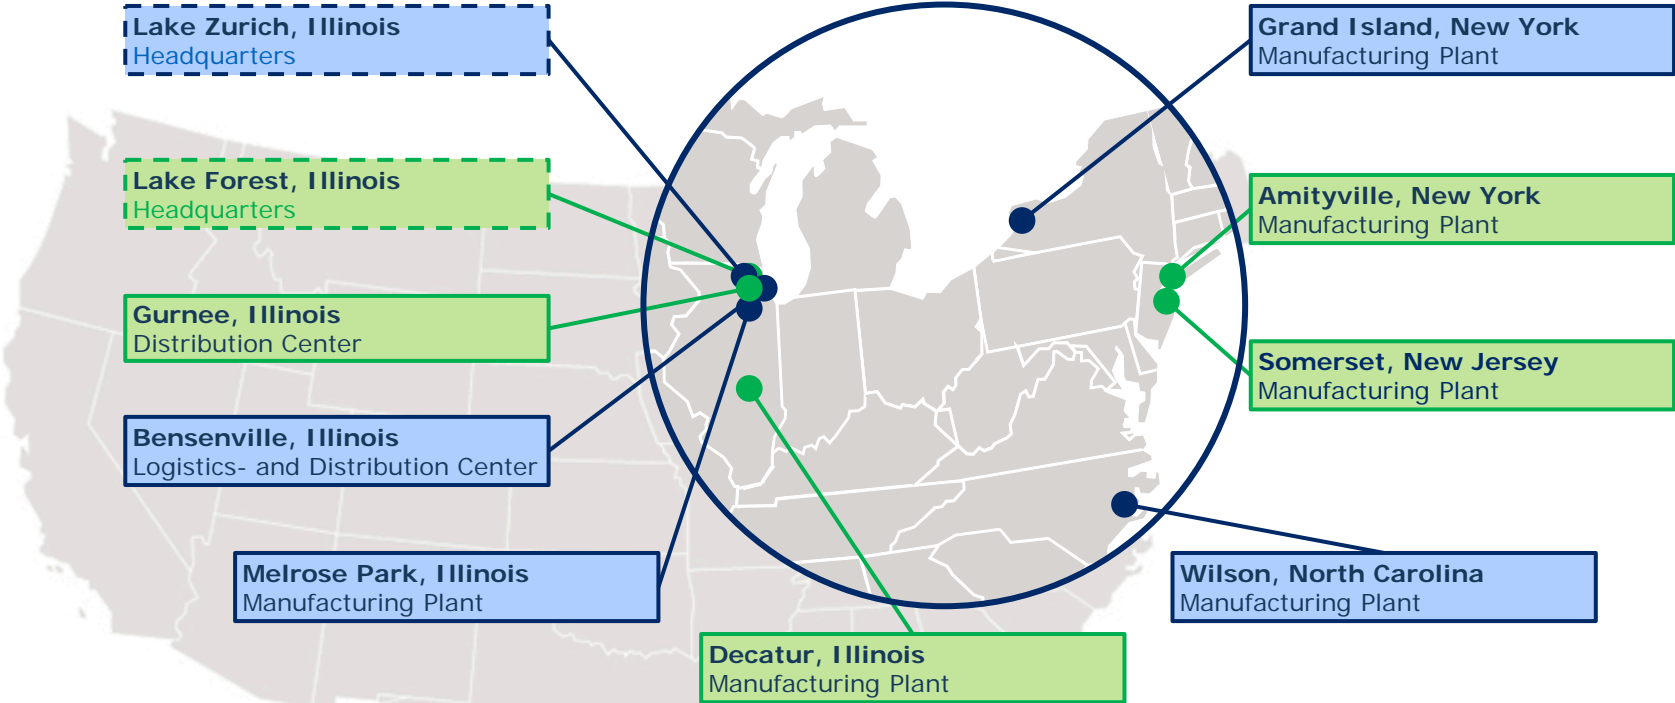 Lake Zurich, Illinois
Headquarters
Lake Forest, Illinois
Headquarters
Gurnee, Illinois
Distribution Center
Bensenville, Illinois
Logistics- and Distribution Center
Melrose Park, Illinois
Manufacturing Plant
Decatur, Illinois
Manufacturing Plant
Grand Island, New York
Manufacturing Plant
Amityville, New York
Manufacturing Plant
Somerset, New Jersey
Manufacturing Plant
Wilson, North Carolina
Manufacturing Plant